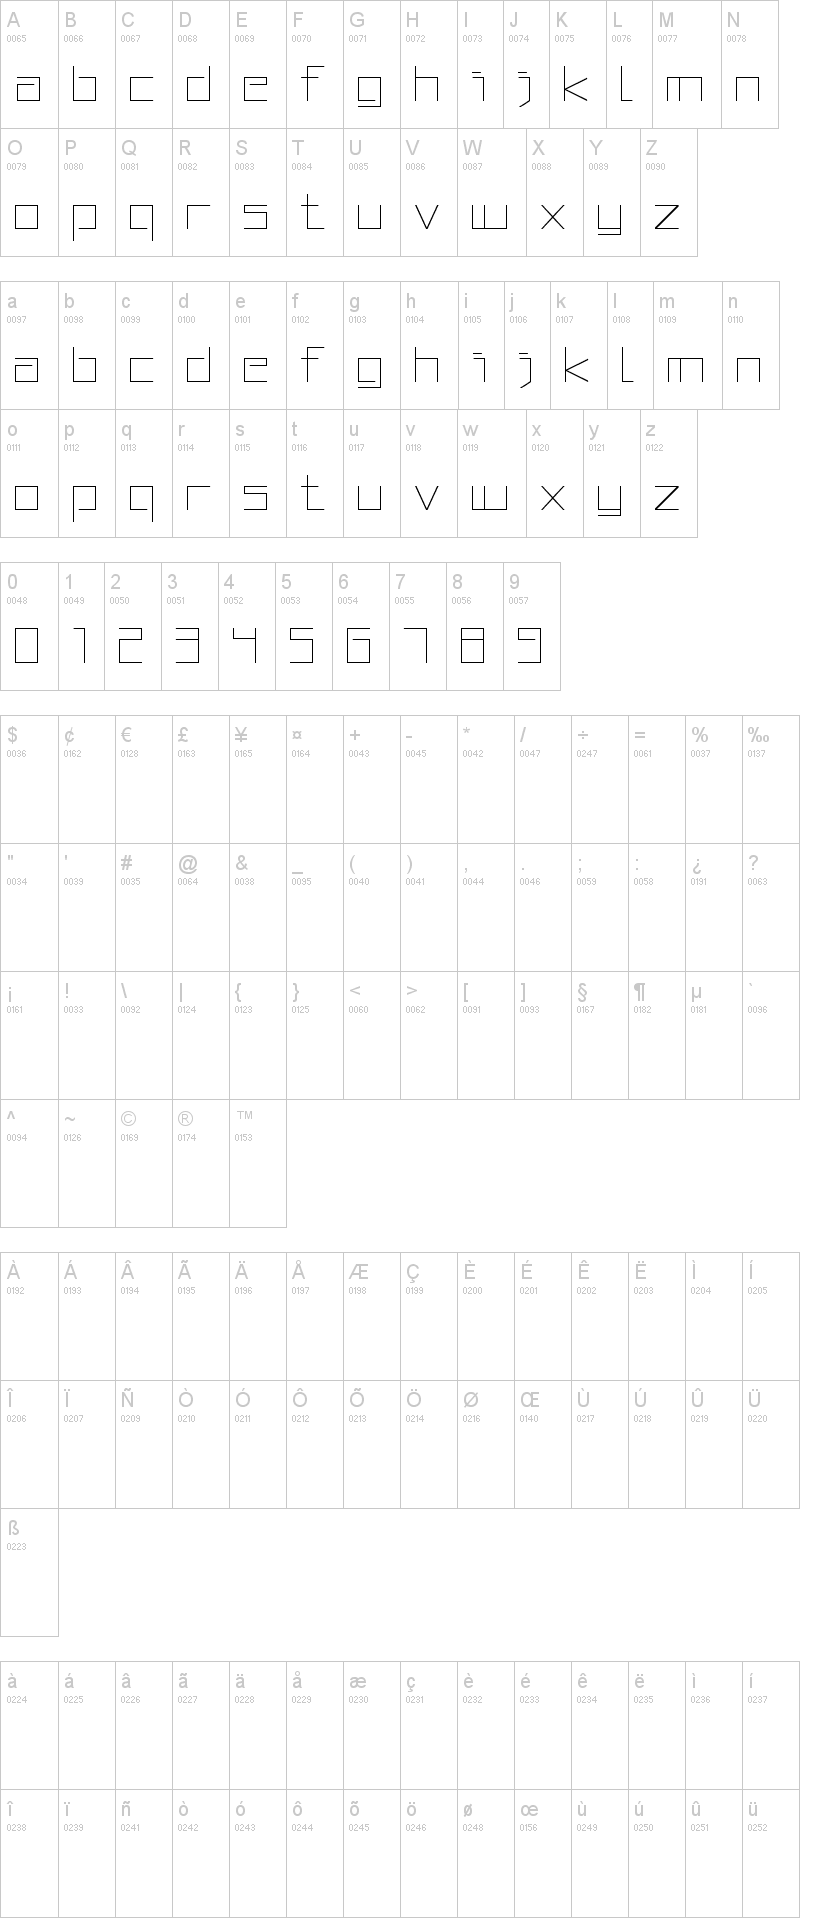 A B C D E F G H I J K L M N
0065 0066 0067 0068 0069 0070 0071 0072 0073 0074 0075 0076 0077 0078
a b c d e f g h i j k l m n
O P Q R S T U V W X Y Z
0079 0080 0081 0082 0083 0084 0085 0086 0087 0088 0089 0090
o p q r s t u v w x y z
a b c d e f g h i j k l m n
0097 0098 0099 0100 0101 0102 0103 0104 0105 0106 0107 0108 0109 0110
a b c d e f g h i j k l m n
o p q r s t u v w x y z
0111 0112 0113 0114 0115 0116 0117 0118 0119 0120 0121 0122
o p q r s t u v w x y z
0 1 2 3 4 5 6 7 8 9
0048 0049 0050 0051 0052 0053 0054 0055 0056 0057
0 1 2 3 4 5 6 7 8 9
$ ¢ € £ ¥ ¤ + - * / ÷ = % ‰
0036 0162 0128 0163 0165 0164 0043 0045 0042 0047 0247 0061 0037 0137
" ' # @ & _ ( ) , . ; : ¿ ?
0034 0039 0035 0064 0038 0095 0040 0041 0044 0046 0059 0058 0191 0063
¡ ! \ | { } < > [ ] § ¶ µ `
0161 0033 0092 0124 0123 0125 0060 0062 0091 0093 0167 0182 0181 0096
^ ~ © ® ™
0094 0126 0169 0174 0153
À Á Â Ã Ä Å Æ Ç È É Ê Ë Ì Í
0192 0193 0194 0195 0196 0197 0198 0199 0200 0201 0202 0203 0204 0205
Î Ï Ñ Ò Ó Ô Õ Ö Ø Œ Ù Ú Û Ü
0206 0207 0209 0210 0211 0212 0213 0214 0216 0140 0217 0218 0219 0220
ß
0223
à á â ã ä å æ ç è é ê ë ì í
0224 0225 0226 0227 0228 0229 0230 0231 0232 0233 0234 0235 0236 0237
î ï ñ ò ó ô õ ö ø œ ù ú û ü
0238 0239 0241 0242 0243 0244 0245 0246 0248 0156 0249 0250 0251 0252